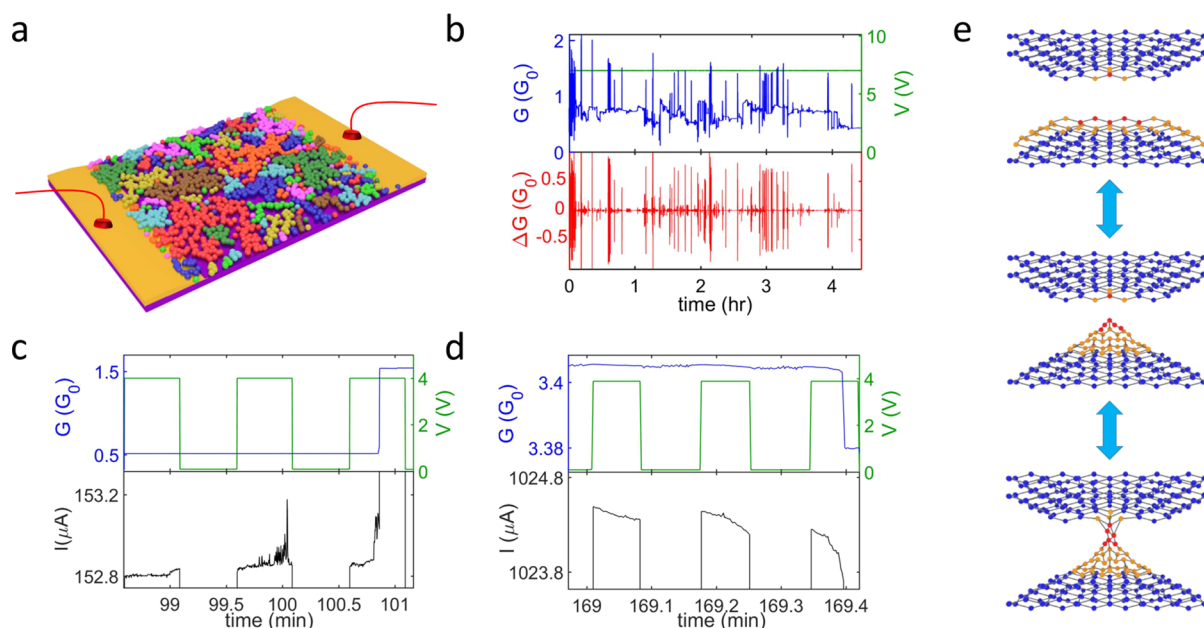 a
b
e
2
1
0
G (G₀)
10
5
0
V (V)
0.5
0
-0.5
ΔG (G₀)
0 1 2 3 4
time (hr)
c
d
1.5
0.5
G (G₀)
4
2
0
V (V)
153.2
152.8
I(μA)
99 99.5 100 100.5 101
time (min)
3.4
3.38
G (G₀)
4
2
0
V (V)
1024.8
1023.8
I (μA)
169 169.1 169.2 169.3 169.4
time (min)